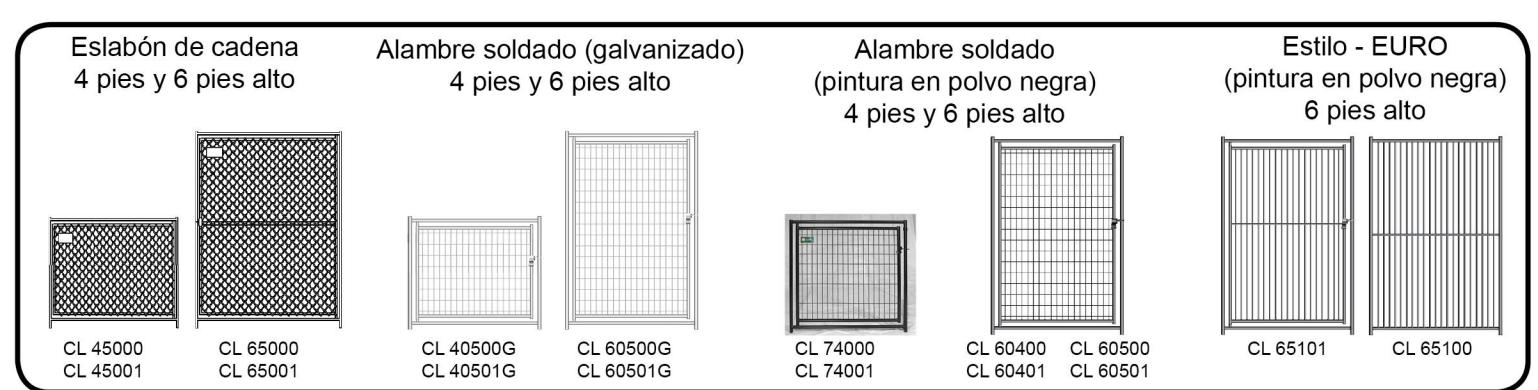 Eslabón de cadena
4 pies y 6 pies alto
Alambre soldado (galvanizado)
4 pies y 6 pies alto
Alambre soldado
(pintura en polvo negra)
4 pies y 6 pies alto
Estilo - EURO
(pintura en polvo negra)
6 pies alto
CL 45000
CL 45001
CL 65000
CL 65001
CL 40500G
CL 40501G
CL 60500G
CL 60501G
CL 74000
CL 74001
CL 60400
CL 60401
CL 60500
CL 60501
CL 65101
CL 65100